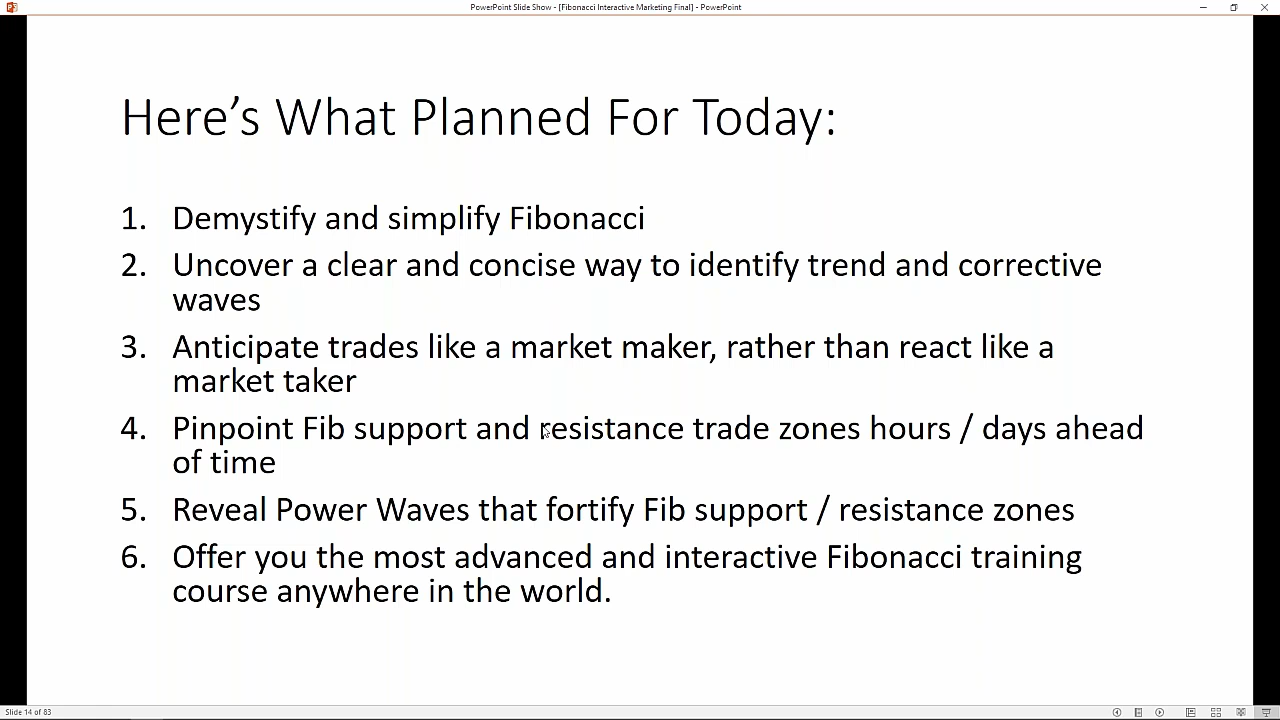 PowerPoint Slide Show - [Fibonacci Interactive Marketing Final] - PowerPoint
Here’s What Planned For Today:
1. Demystify and simplify Fibonacci
2. Uncover a clear and concise way to identify trend and corrective
waves
3. Anticipate trades like a market maker, rather than react like a
market taker
4. Pinpoint Fib support and resistance trade zones hours / days ahead
of time
5. Reveal Power Waves that fortify Fib support / resistance zones
6. Offer you the most advanced and interactive Fibonacci training
course anywhere in the world.
Slide 14 of 83